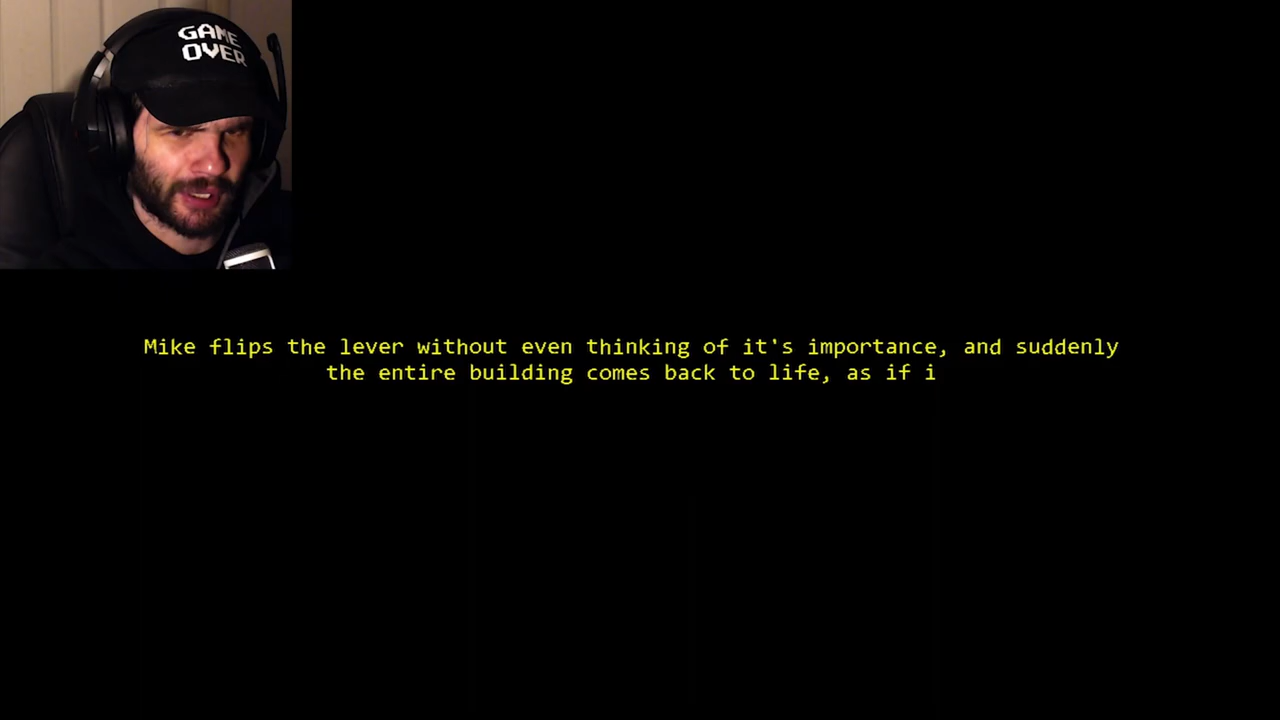 GAME
OVER
Mike flips the lever without even thinking of it's importance, and suddenly
the entire building comes back to life, as if i